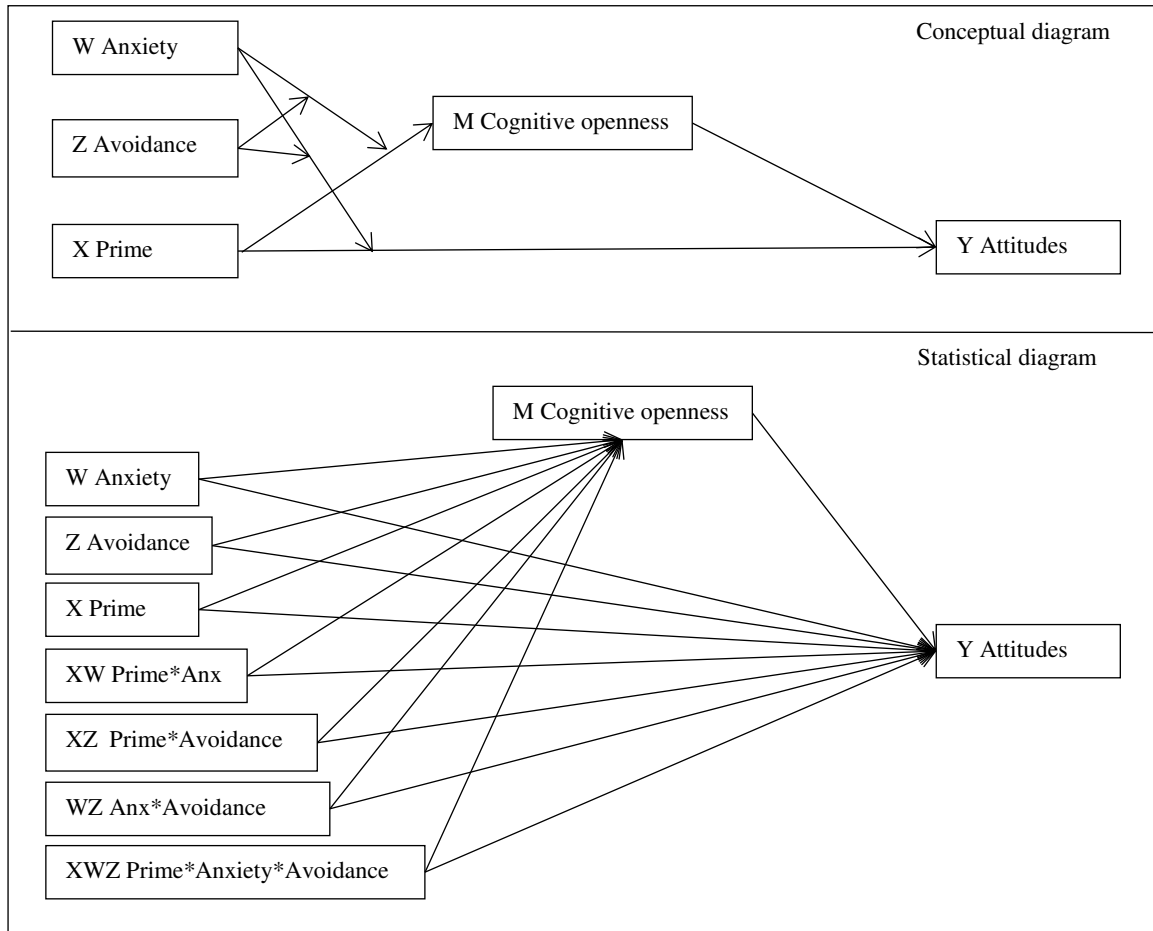 Conceptual diagram
W Anxiety
M Cognitive openness
Z Avoidance
X Prime
Y Attitudes
Statistical diagram
M Cognitive openness
W Anxiety
Z Avoidance
X Prime
Y Attitudes
XW Prime*Anx
XZ  Prime*Avoidance
WZ Anx*Avoidance
XWZ Prime*Anxiety*Avoidance